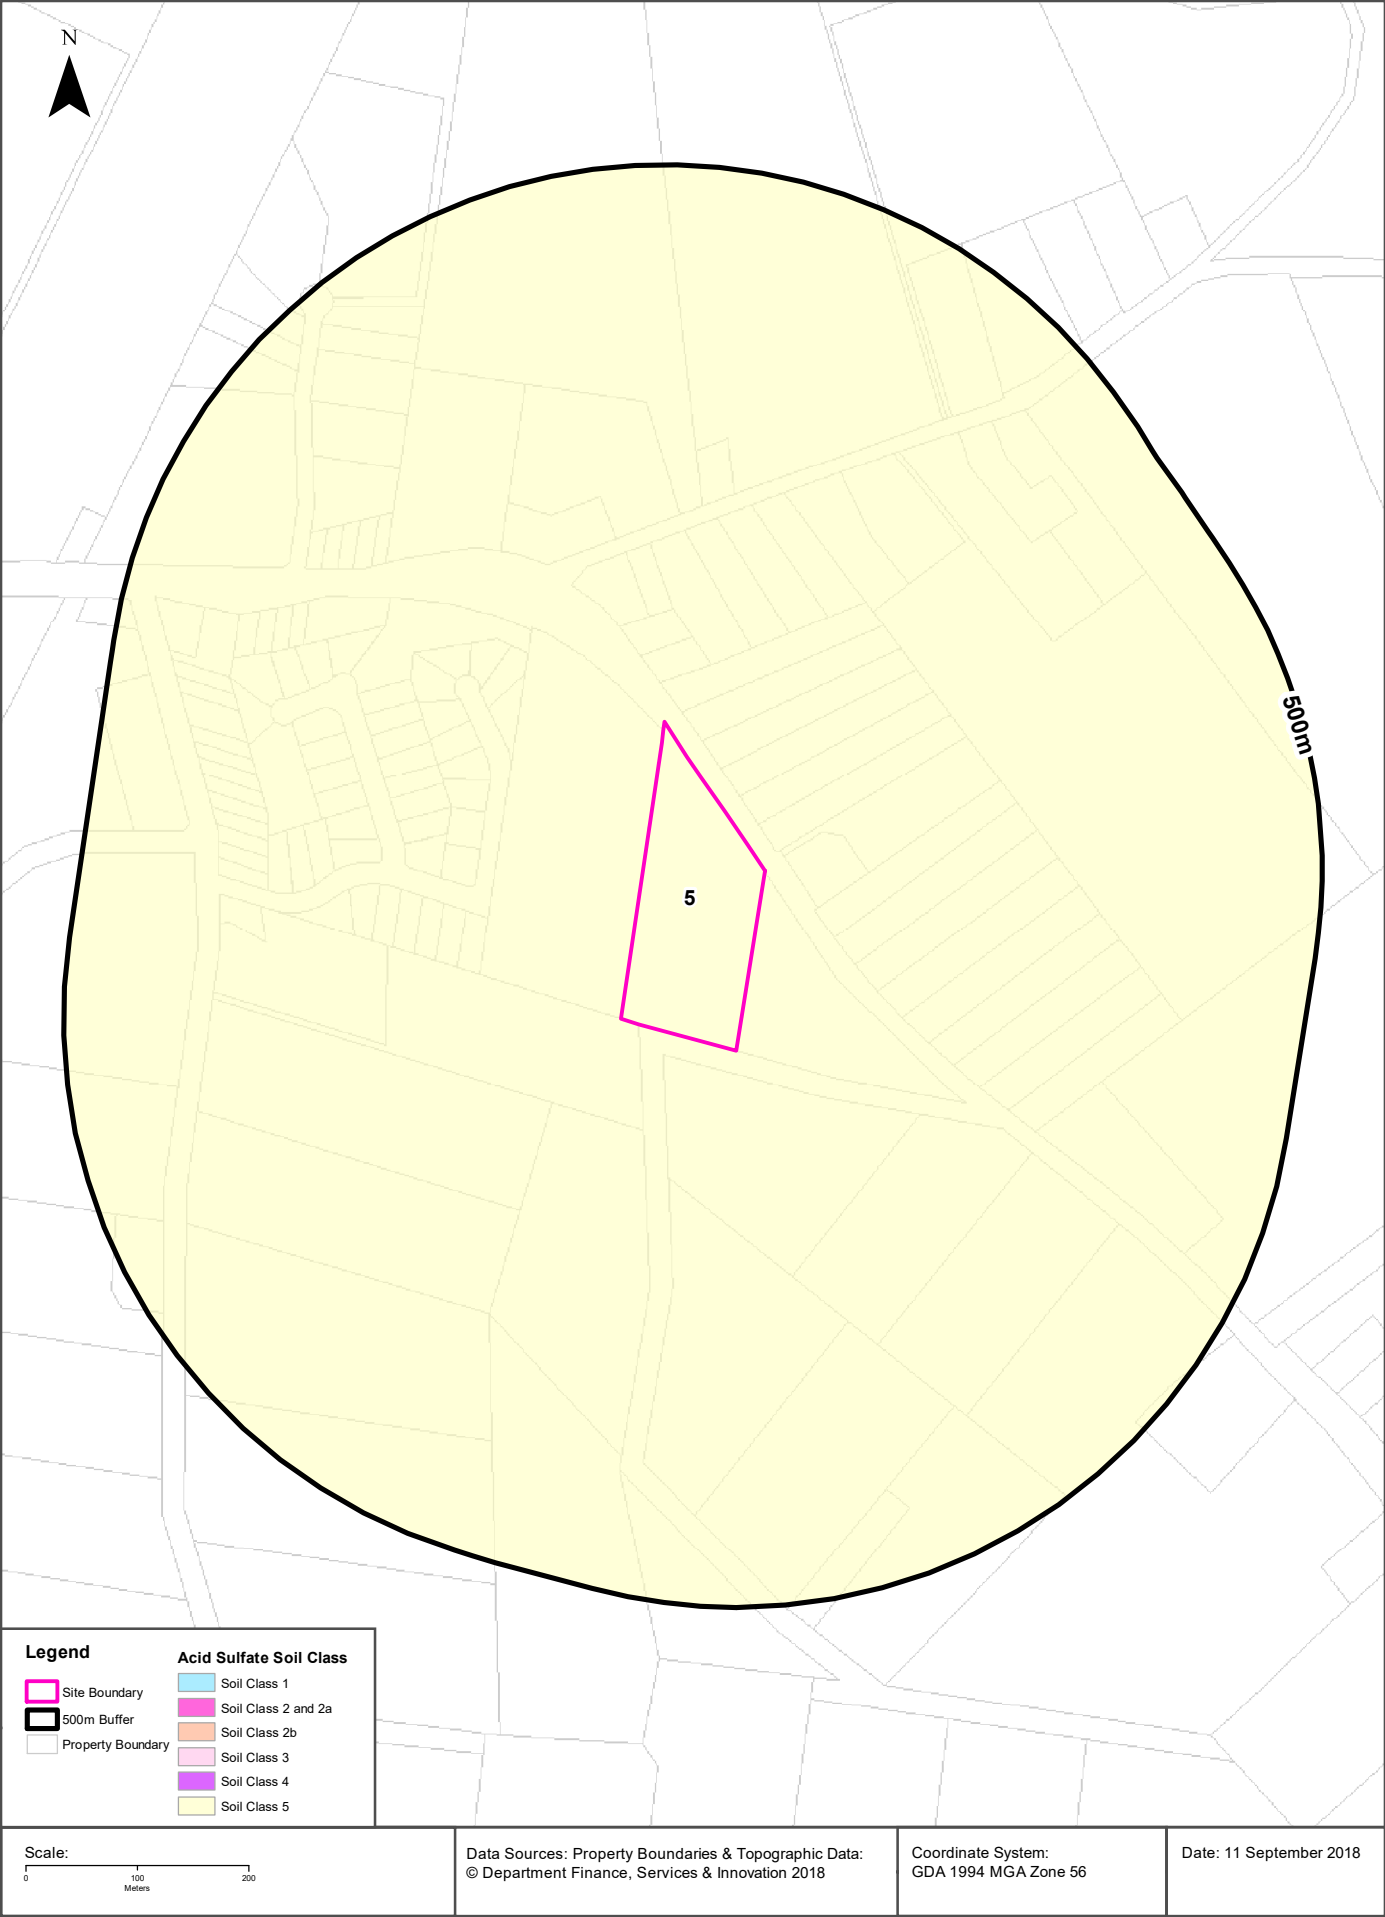 N
500m
5
Legend
Site Boundary
500m Buffer
Property Boundary
Acid Sulfate Soil Class
Soil Class 1
Soil Class 2 and 2a
Soil Class 2b
Soil Class 3
Soil Class 4
Soil Class 5
Scale:
0 100 200
Meters
Data Sources: Property Boundaries & Topographic Data:
© Department Finance, Services & Innovation 2018
Coordinate System:
GDA 1994 MGA Zone 56
Date: 11 September 2018